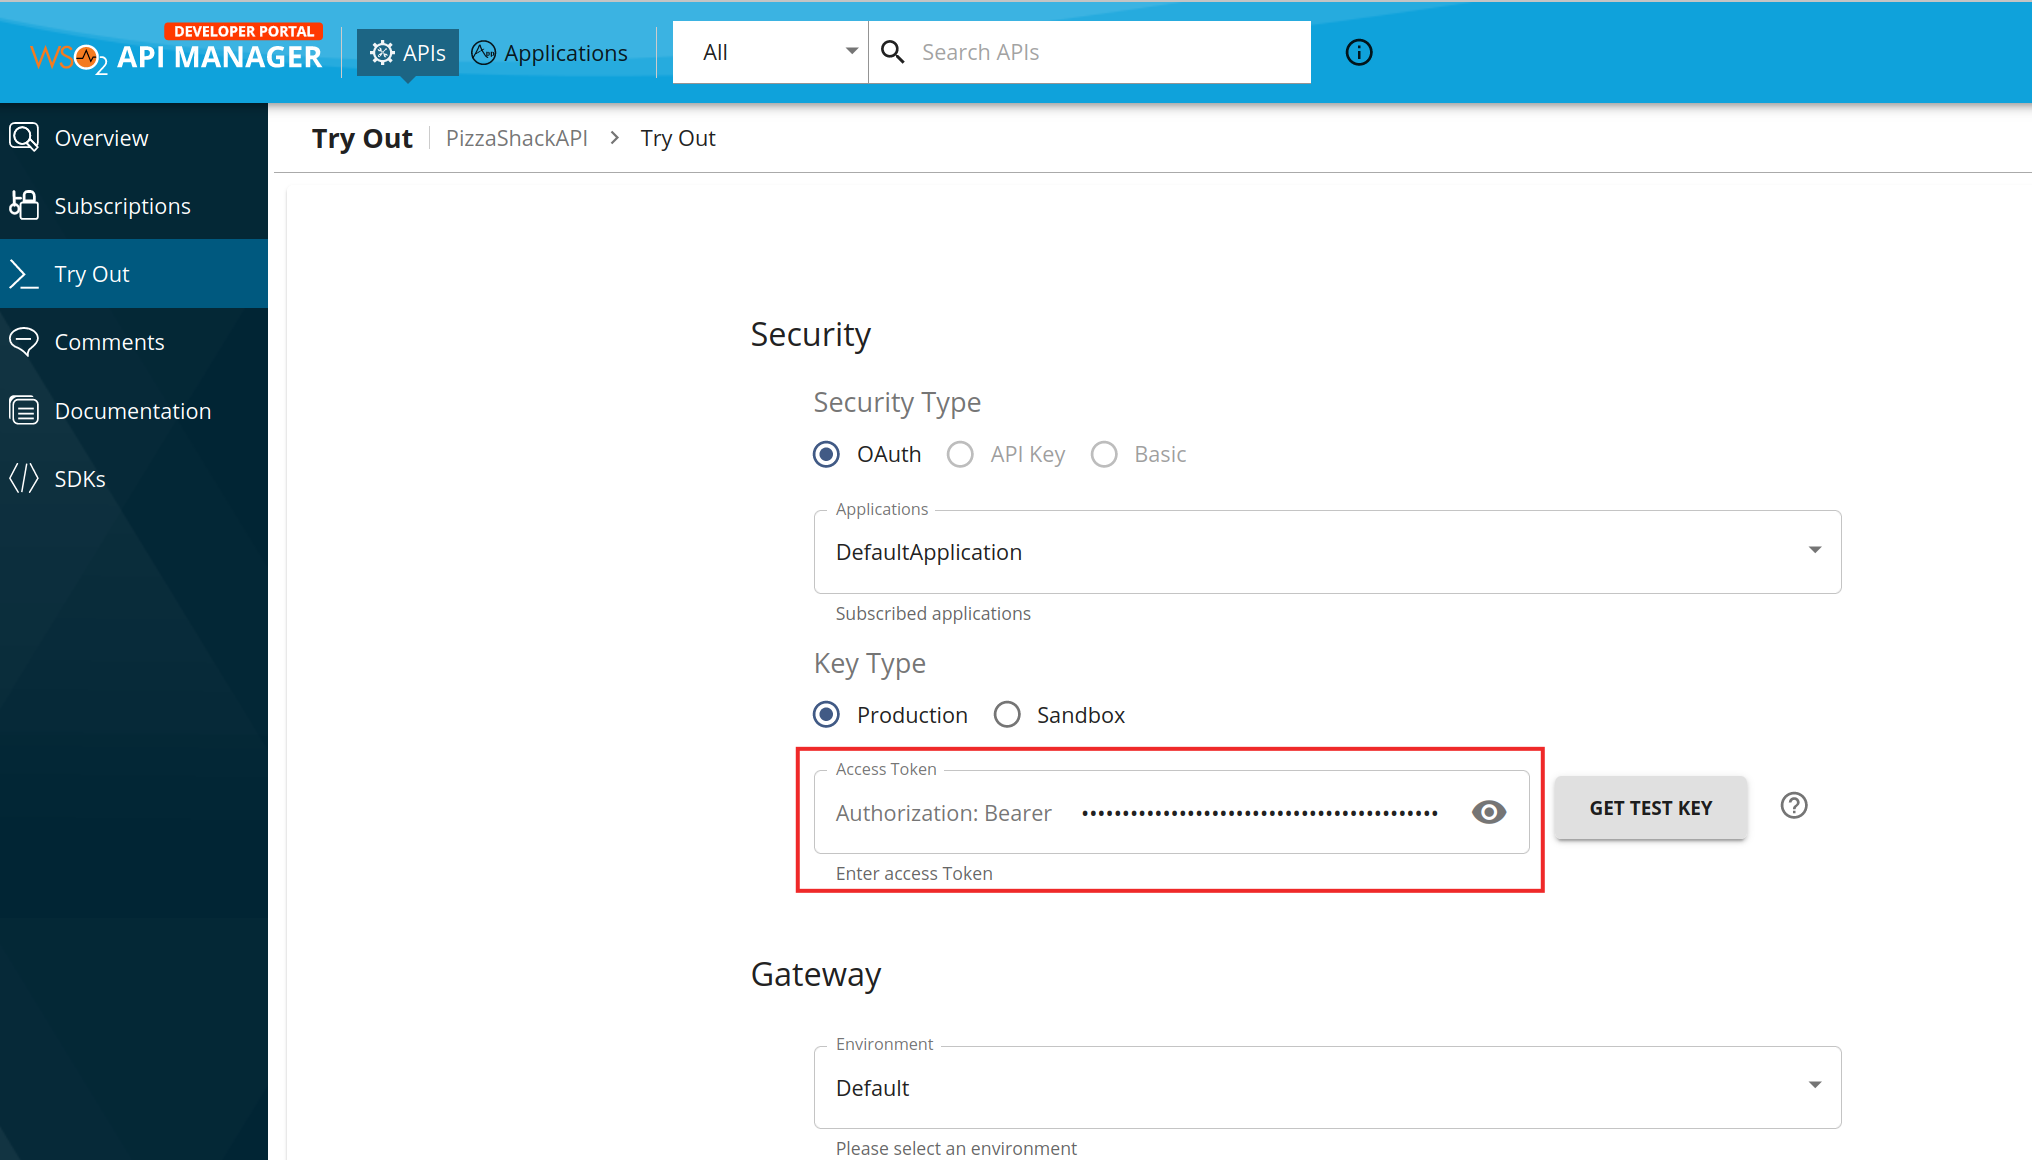 DEVELOPER PORTAL
WSO2 API MANAGER
APIs
Applications
All
Search APIs
Overview
Subscriptions
Try Out
Comments
Documentation
SDKs
Try Out
PizzaShackAPI > Try Out
Security
Security Type
OAuth
API Key
Basic
Applications
DefaultApplication
Subscribed applications
Key Type
Production
Sandbox
Access Token
Authorization: Bearer ••••••••••••••••••••••••••••••••••••••••••••
GET TEST KEY
Enter access Token
Gateway
Environment
Default
Please select an environment